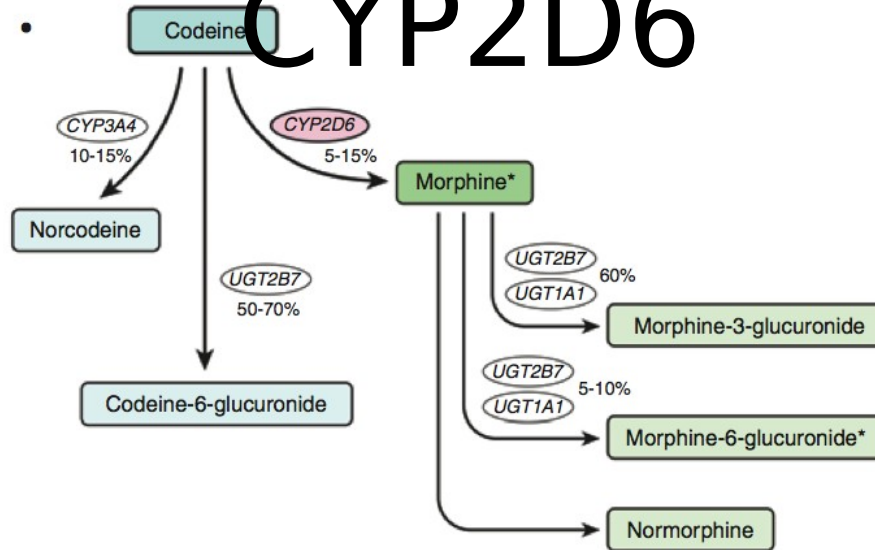 • CYP2D6
Codeine
CYP3A4
10-15%
CYP2D6
5-15%
Morphine*
Norcodeine
UGT2B7
50-70%
UGT2B7
UGT1A1
60%
Morphine-3-glucuronide
Codeine-6-glucuronide
UGT2B7
UGT1A1
5-10%
Morphine-6-glucuronide*
Normorphine